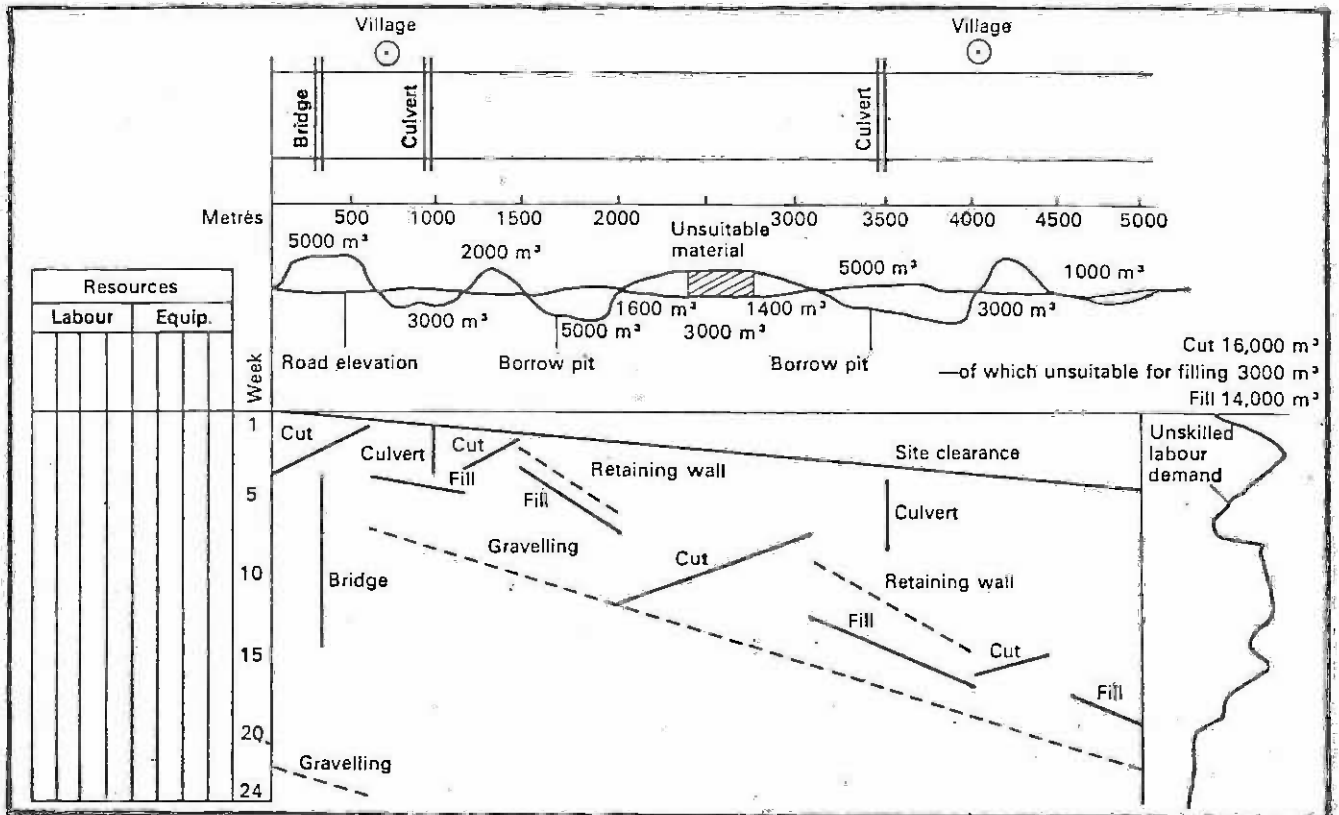 Village
Village
Bridge
Culvert
Culvert
Metres 500 1000 1500 2000 3000 3500 4000 4500 5000
Unsuitable
material
5000 m³
2000 m³
5000 m³
1000 m³
3000 m³
5000 m³
1600 m³
3000 m³
1400 m³
3000 m³
Road elevation
Borrow pit
Borrow pit
Cut 16,000 m³
—of which unsuitable for filling 3000 m³
Fill 14,000 m³
Resources
Labour Equip.
Week
1
5
10
15
20
24
Cut
Culvert
Cut
Fill
Retaining wall
Fill
Site clearance
Culvert
Unskilled
labour
demand
Bridge
Gravelling
Cut
Retaining wall
Fill
Cut
Fill
Gravelling